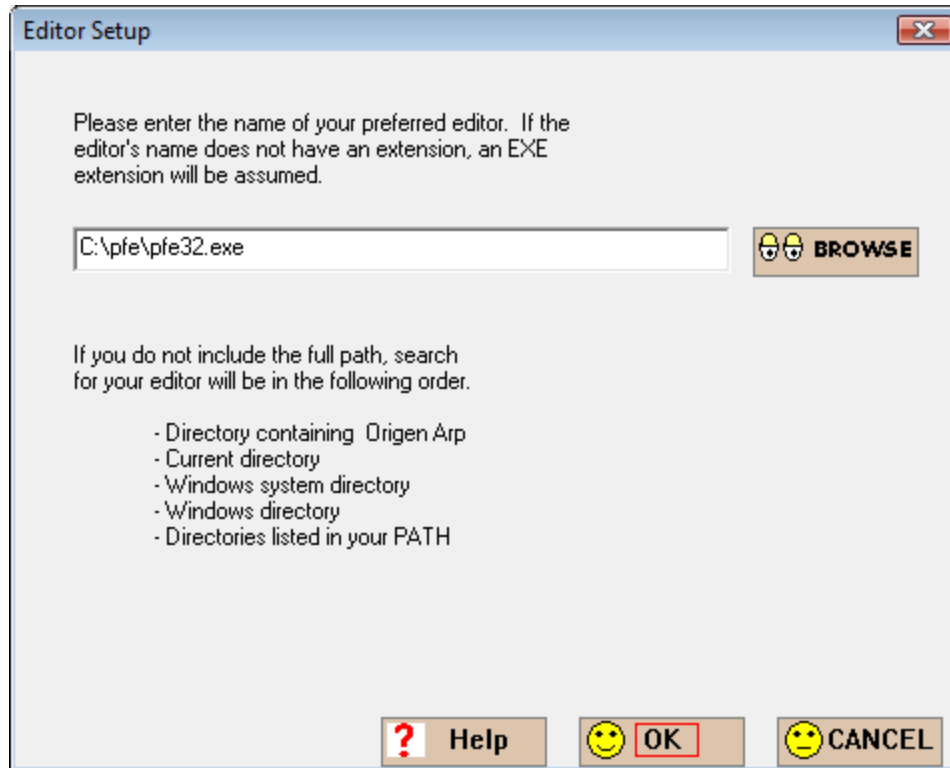 Editor Setup
Please enter the name of your preferred editor. If the
editor's name does not have an extension, an EXE
extension will be assumed.
C:\pfe\pfe32.exe
BROWSE
If you do not include the full path, search
for your editor will be in the following order.
- Directory containing Origen Arp
- Current directory
- Windows system directory
- Windows directory
- Directories listed in your PATH
? Help
OK
CANCEL